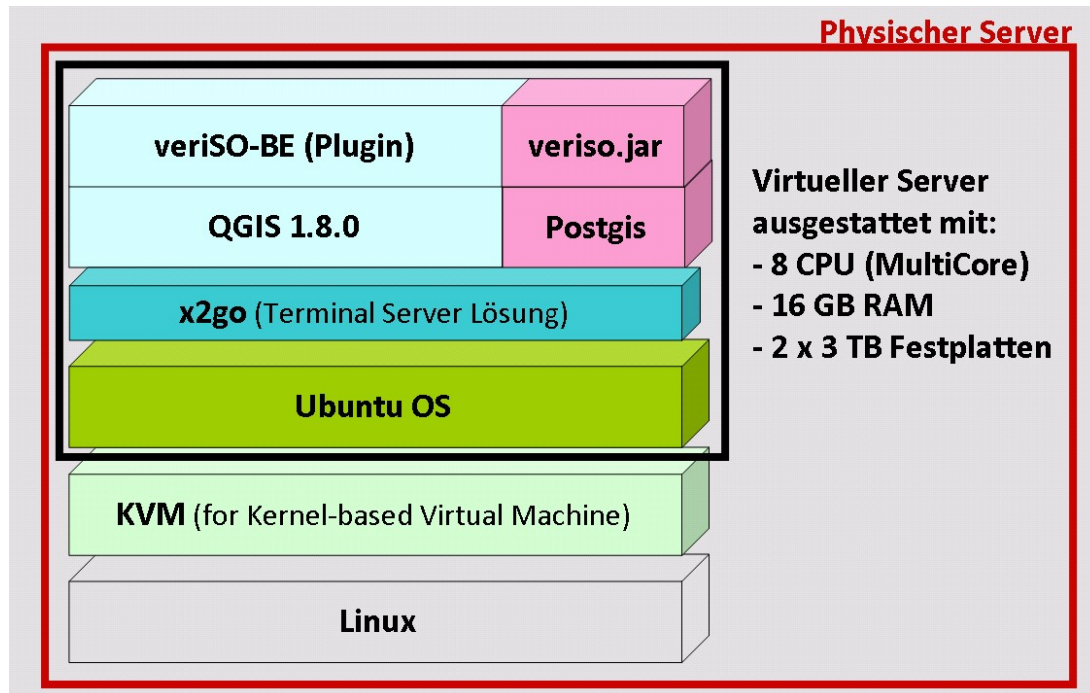 Physischer Server
veriSO-BE (Plugin)
veriso.jar
QGIS 1.8.0
Postgis
x2go (Terminal Server Lösung)
Ubuntu OS
KVM (for Kernel-based Virtual Machine)
Linux
Virtueller Server
ausgestattet mit:
- 8 CPU (MultiCore)
- 16 GB RAM
- 2 x 3 TB Festplatten